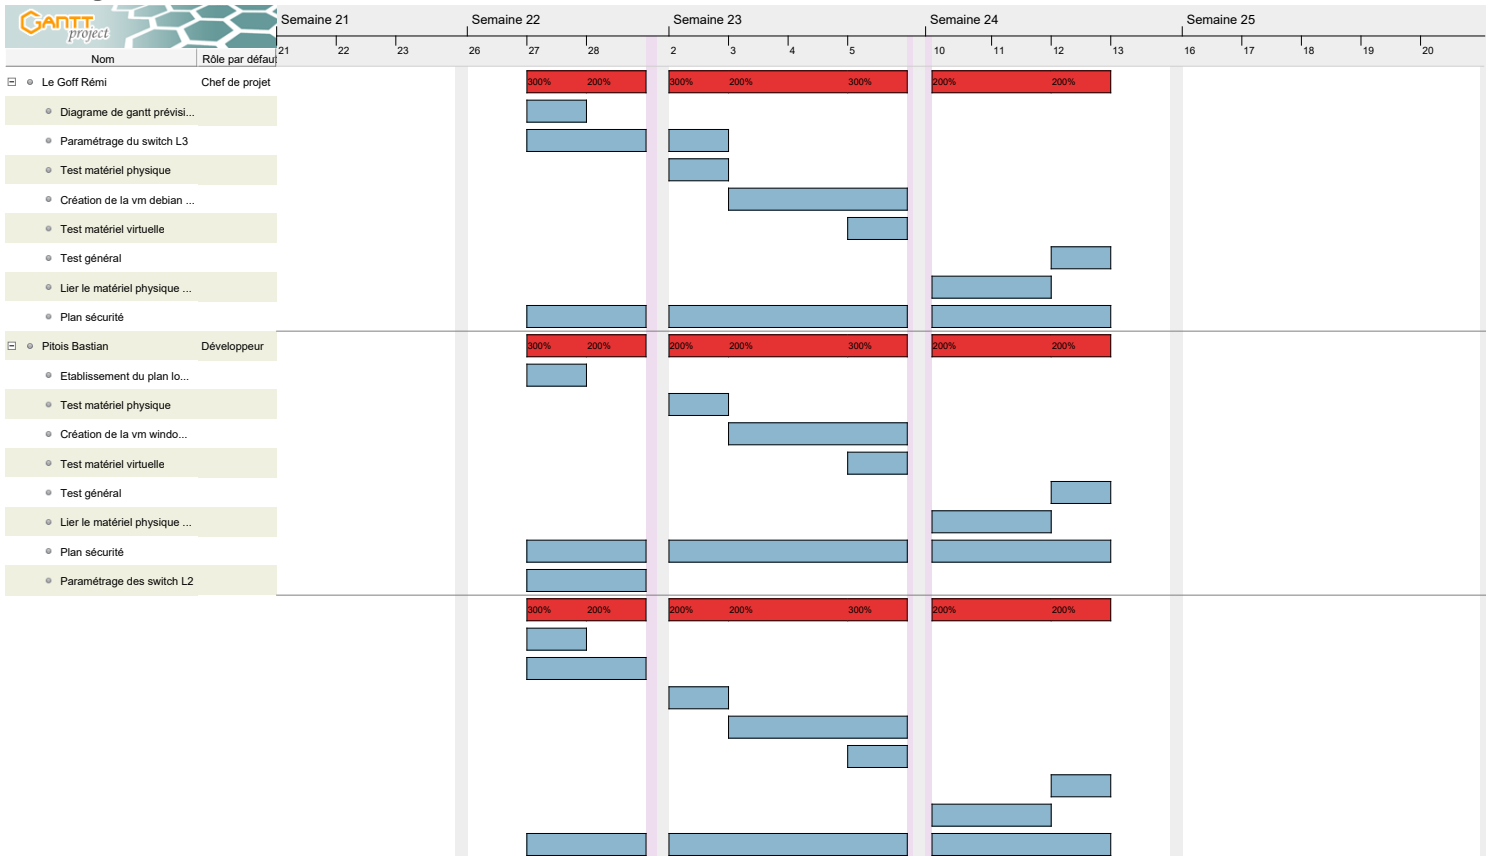 GANTT
project
Semaine 21 Semaine 22 Semaine 23 Semaine 24 Semaine 25
21 22 23 26 27 28 2 3 4 5 10 11 12 13 16 17 18 19 20
Nom Rôle par défaut
Le Goff Rémi Chef de projet 300% 200% 300% 200% 300% 200% 200%
Diagrame de gantt prévisi...
Paramétrage du switch L3
Test matériel physique
Création de la vm debian ...
Test matériel virtuelle
Test général
Lier le matériel physique ...
Plan sécurité
Pitois Bastian Développeur 300% 200% 200% 200% 300% 200% 200%
Etablissement du plan lo...
Test matériel physique
Création de la vm windo...
Test matériel virtuelle
Test général
Lier le matériel physique ...
Plan sécurité
Paramétrage des switch L2
300% 200% 200% 200% 300% 200% 200%